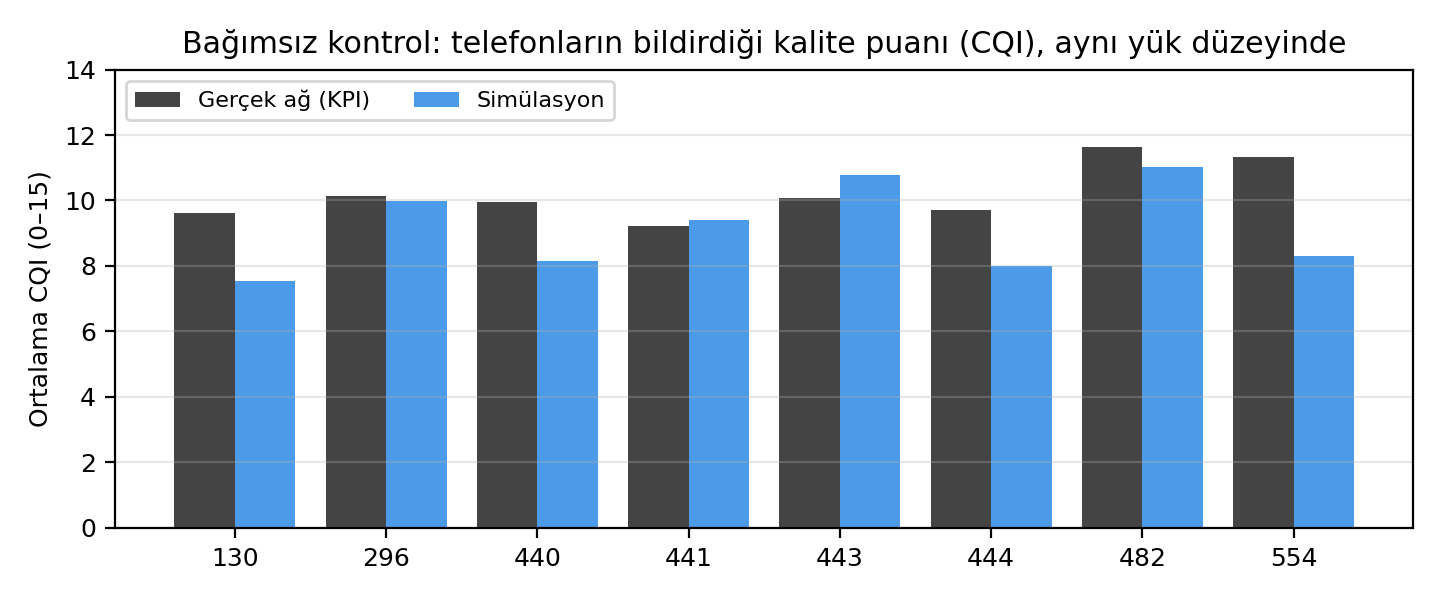 Bağımsız kontrol: telefonların bildirdiği kalite puanı (CQI), aynı yük düzeyinde
Gerçek ağ (KPI) Simülasyon
Ortalama CQI (0–15)
14
12
10
8
6
4
2
0
130 296 440 441 443 444 482 554